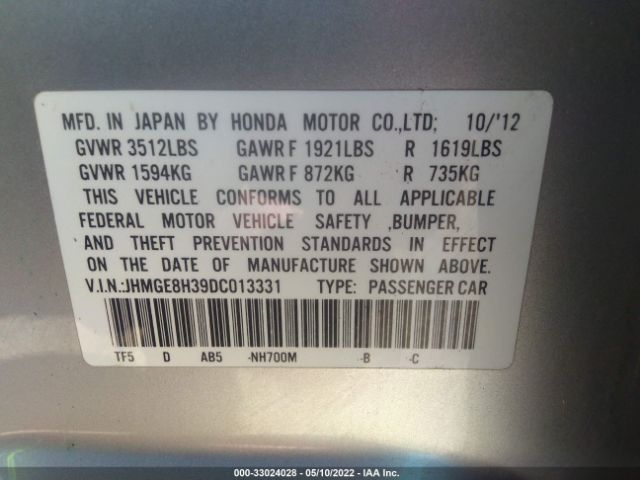 MFD. IN JAPAN BY HONDA MOTOR CO.,LTD; 10/'12
GVWR 3512LBS GAWR F 1921LBS R 1619LBS
GVWR 1594KG GAWR F 872KG R 735KG
THIS VEHICLE CONFORMS TO ALL APPLICABLE
FEDERAL MOTOR VEHICLE SAFETY ,BUMPER,
AND THEFT PREVENTION STANDARDS IN EFFECT
ON THE DATE OF MANUFACTURE SHOWN ABOVE.
V.I.N.:JHMGE8H39DC013331 TYPE: PASSENGER CAR
TF5 D AB5 -NH700M -B -C
000-33024028 - 05/10/2022 - IAA Inc.